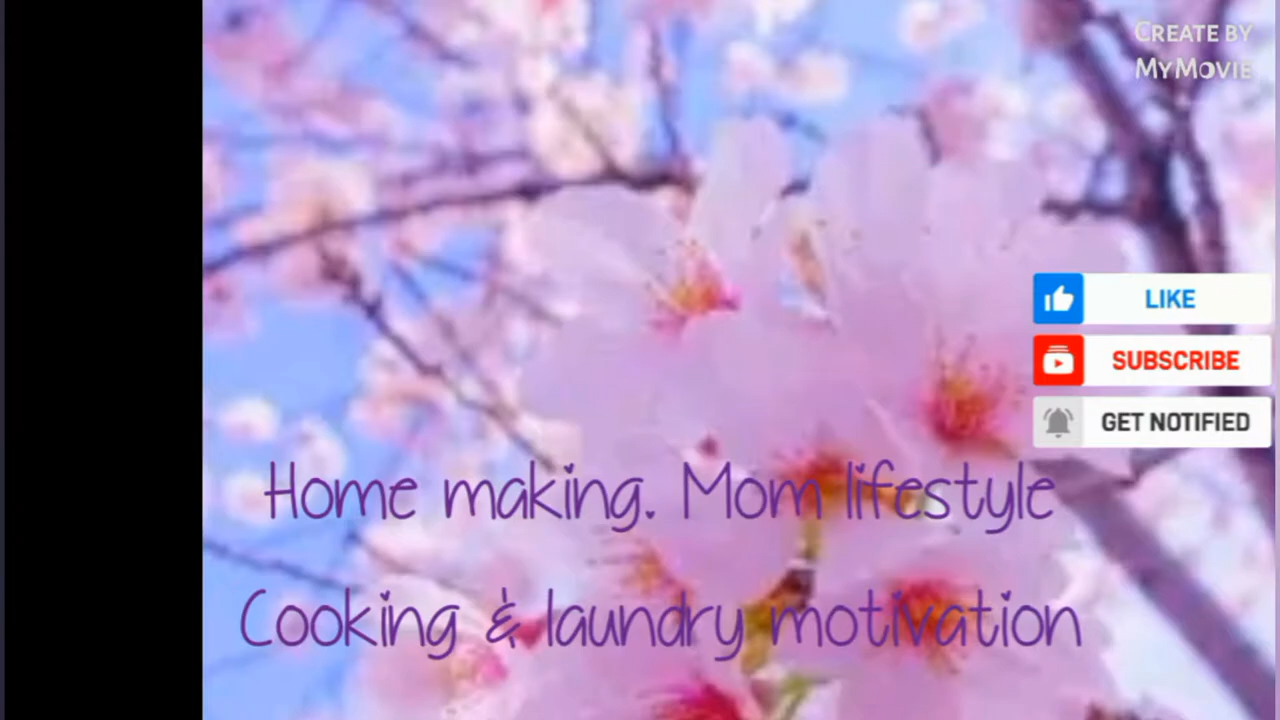 CREATE BY
MYMOVIE
LIKE
SUBSCRIBE
GET NOTIFIED
Home making. Mom lifestyle
Cooking & laundry motivation